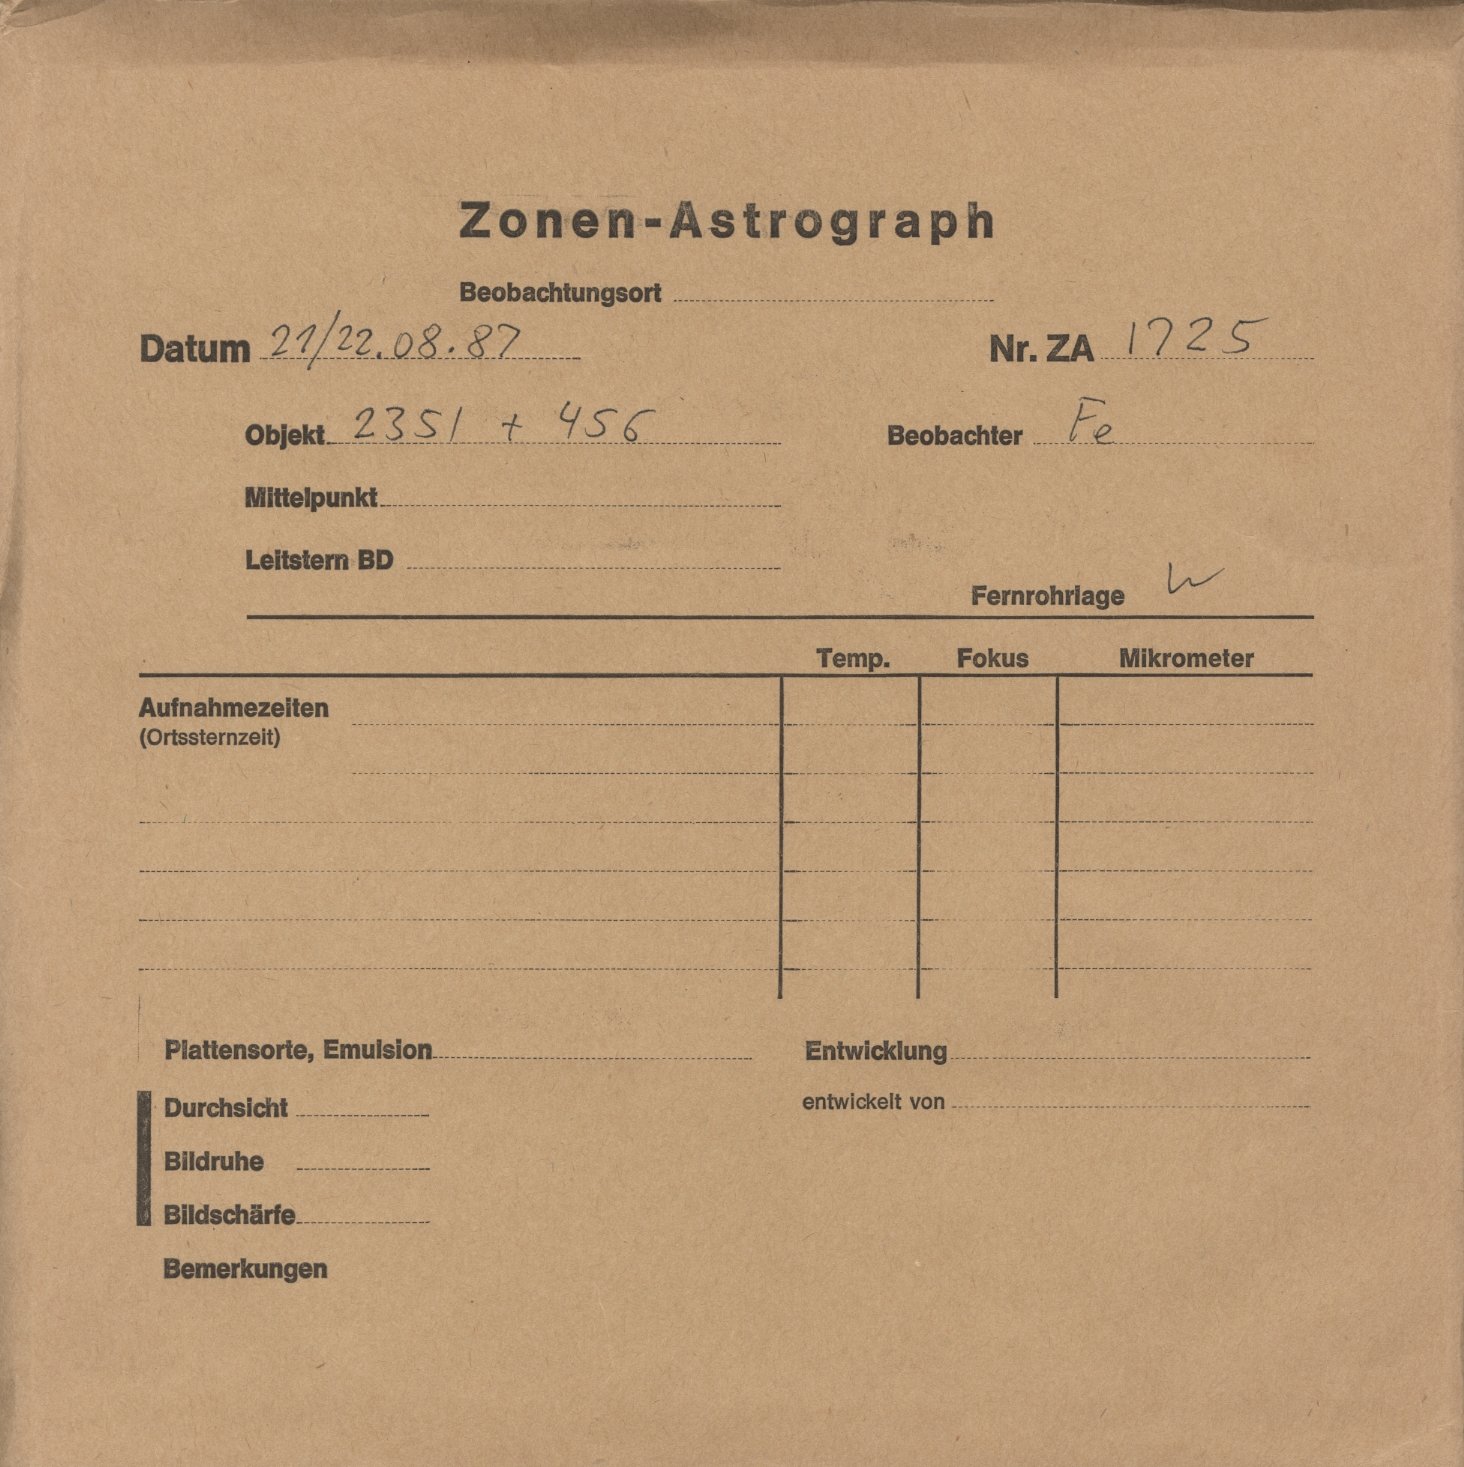 Zonen-Astrograph
Beobachtungsort
Datum 21/22.08.87 Nr. ZA 1725
Objekt 2351 + 456 Beobachter Fe
Mittelpunkt
Leitstern BD
Fernrohrlage W
Temp. Fokus Mikrometer
Aufnahmezeiten
(Ortssternzeit)
Plattensorte, Emulsion Entwicklung
Durchsicht entwickelt von
Bildruhe
Bildschärfe
Bemerkungen